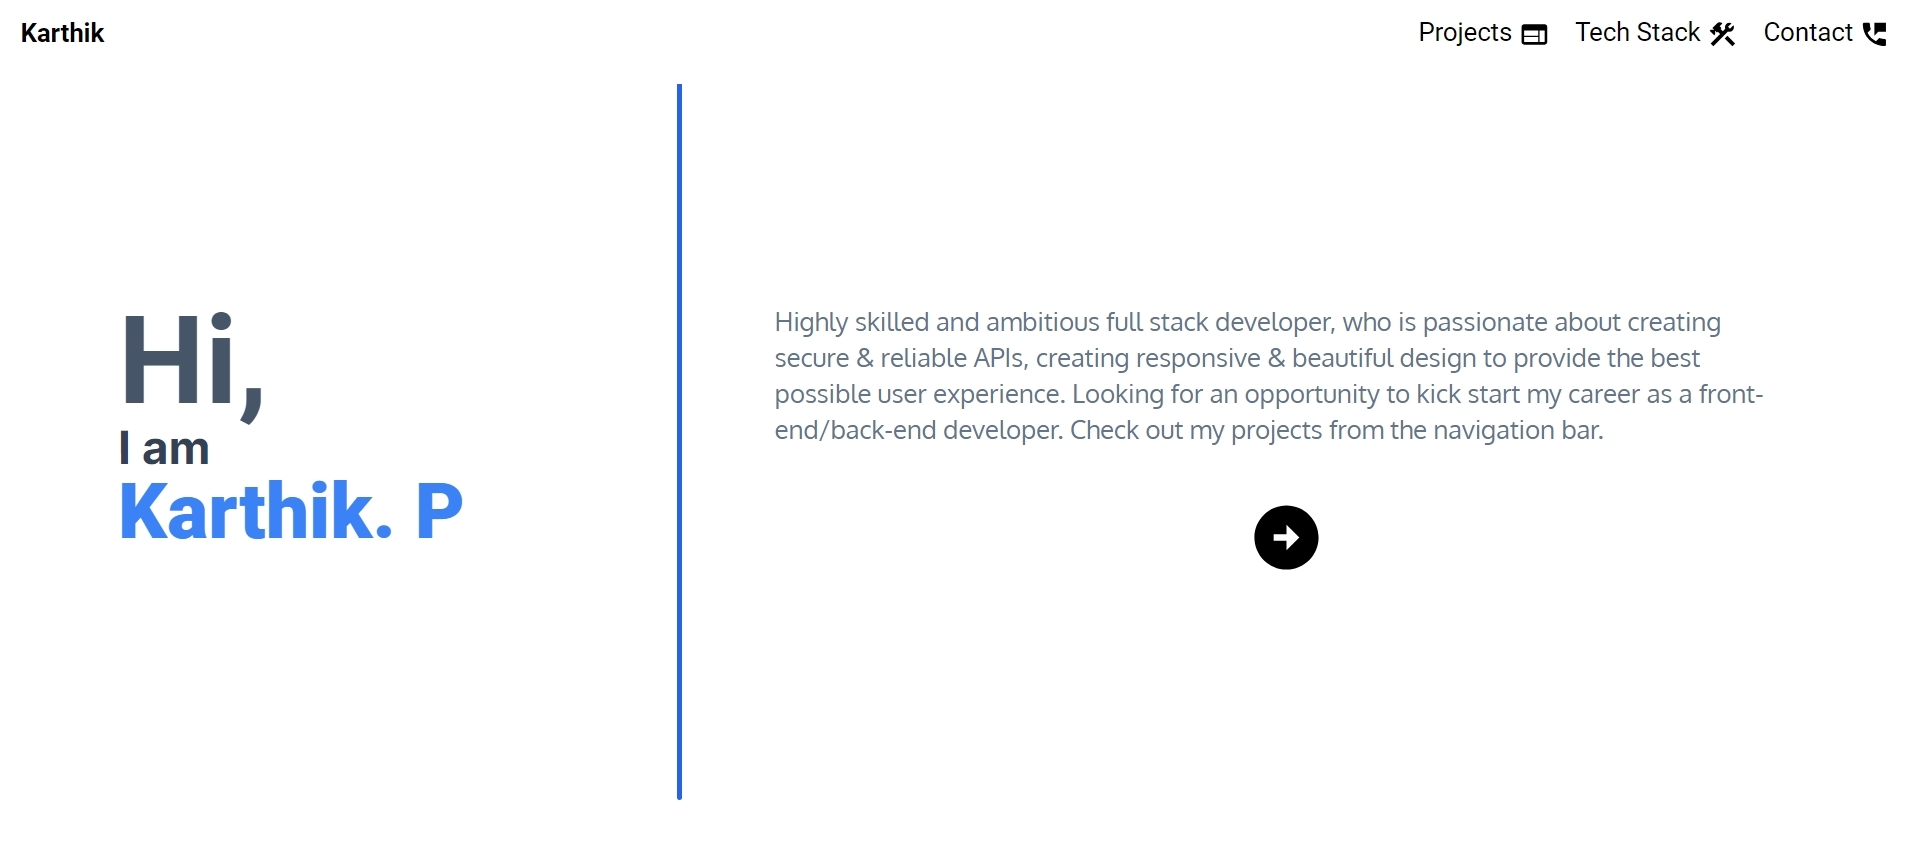 Karthik
Projects
Tech Stack
Contact
Hi,
I am
Karthik. P
Highly skilled and ambitious full stack developer, who is passionate about creating
secure & reliable APIs, creating responsive & beautiful design to provide the best
possible user experience. Looking for an opportunity to kick start my career as a front-
end/back-end developer. Check out my projects from the navigation bar.